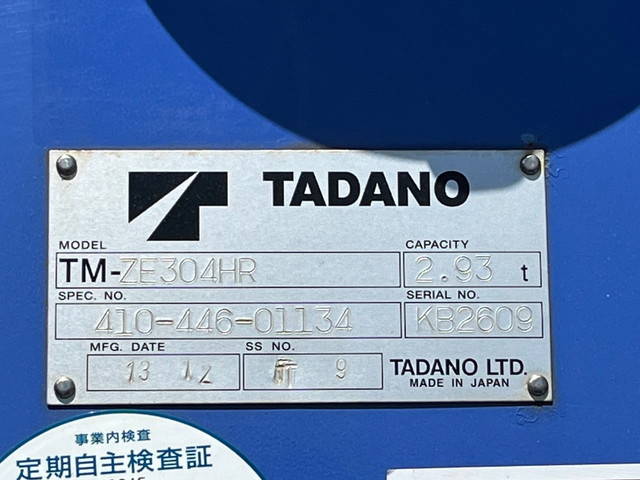 TADANO
MODEL
CAPACITY
TM-ZE304HR
2.93 t
SPEC. NO.
SERIAL NO.
410-446-01134
KB2609
MFG. DATE
SS NO.
13 12
9
TADANO LTD.
MADE IN JAPAN
事業内検査
定期自主検査証